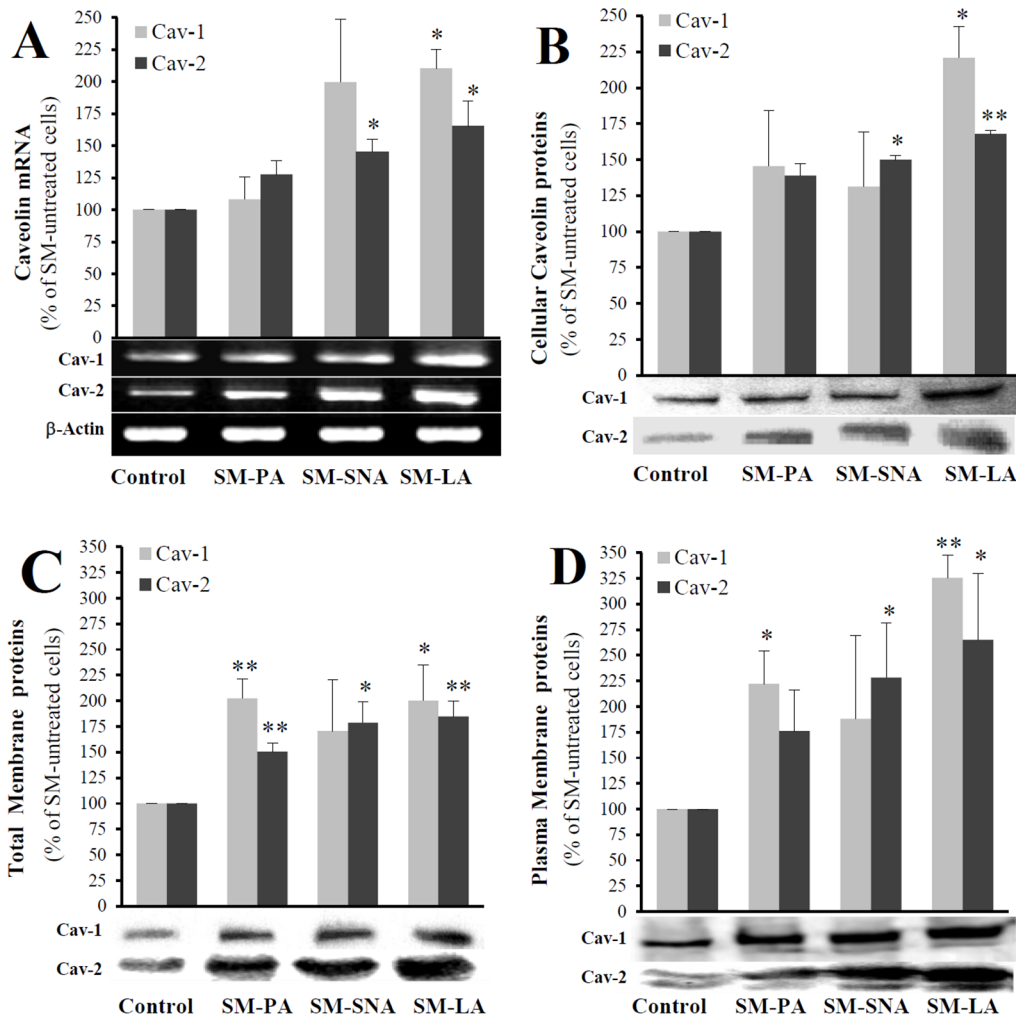 A
Caveolin mRNA
(% of SM-untreated cells)
250
225
200
175
150
125
100
75
50
25
0
Cav-1
Cav-2
*
*
*
Cav-1
Cav-2
β-Actin
Control SM-PA SM-SNA SM-LA
B
Cellular Caveolin proteins
(% of SM-untreated cells)
250
225
200
175
150
125
100
75
50
25
0
Cav-1
Cav-2
*
*
**
Cav-1
Cav-2
Control SM-PA SM-SNA SM-LA
C
Total Membrane proteins
(% of SM-untreated cells)
350
325
300
275
250
225
200
175
150
125
100
75
50
25
0
Cav-1
Cav-2
**
**
*
*
**
Cav-1
Cav-2
Control SM-PA SM-SNA SM-LA
D
Plasma Membrane proteins
(% of SM-untreated cells)
350
325
300
275
250
225
200
175
150
125
100
75
50
25
0
Cav-1
Cav-2
*
*
**
*
Cav-1
Cav-2
Control SM-PA SM-SNA SM-LA